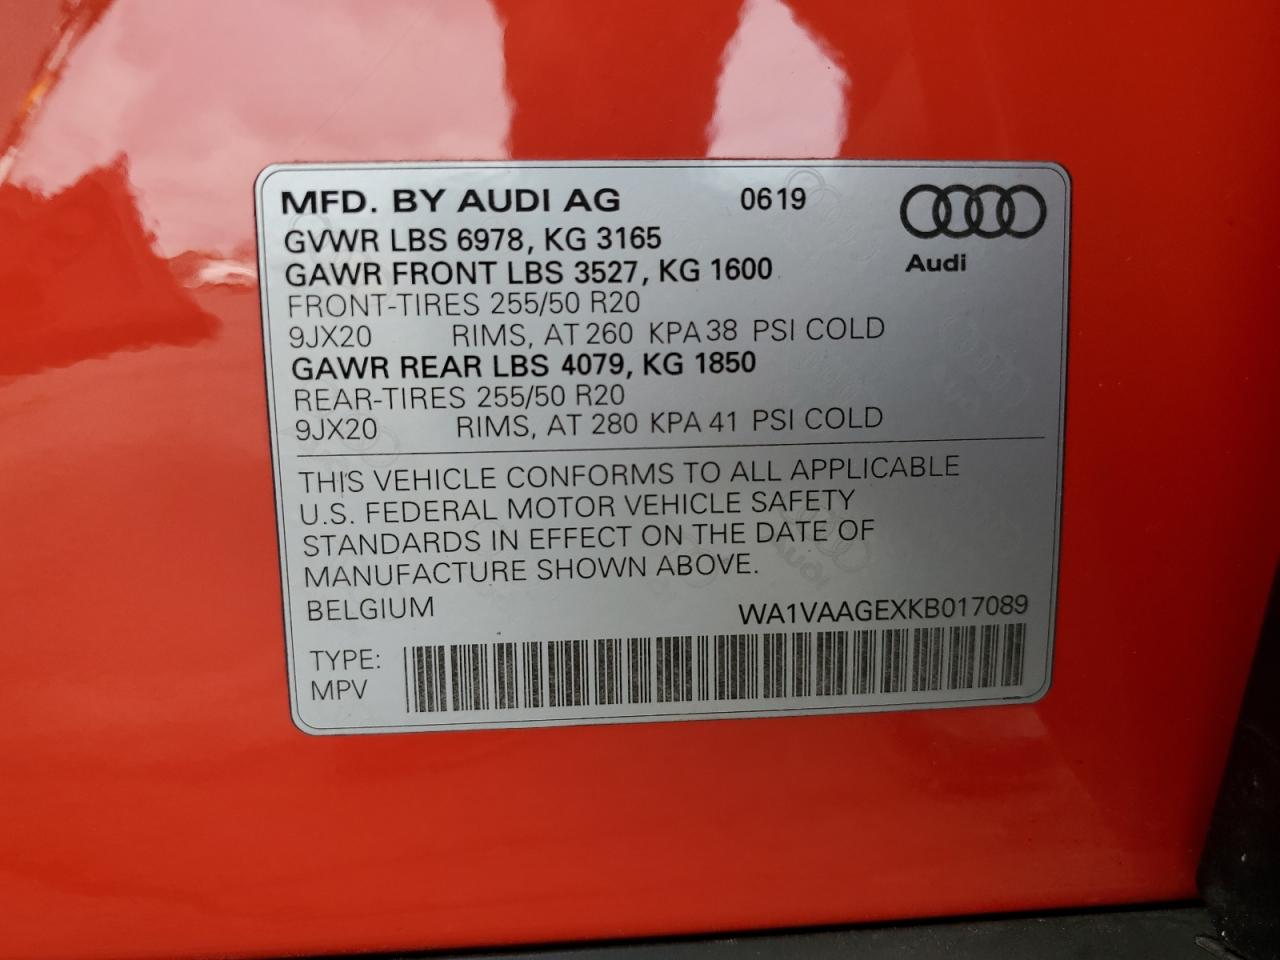 MFD. BY AUDI AG 0619
Audi
GVWR LBS 6978, KG 3165
GAWR FRONT LBS 3527, KG 1600
FRONT-TIRES 255/50 R20
9JX20 RIMS, AT 260 KPA 38 PSI COLD
GAWR REAR LBS 4079, KG 1850
REAR-TIRES 255/50 R20
9JX20 RIMS, AT 280 KPA 41 PSI COLD
THIS VEHICLE CONFORMS TO ALL APPLICABLE
U.S. FEDERAL MOTOR VEHICLE SAFETY
STANDARDS IN EFFECT ON THE DATE OF
MANUFACTURE SHOWN ABOVE.
BELGIUM WA1VAAGEXKB017089
TYPE:
MPV